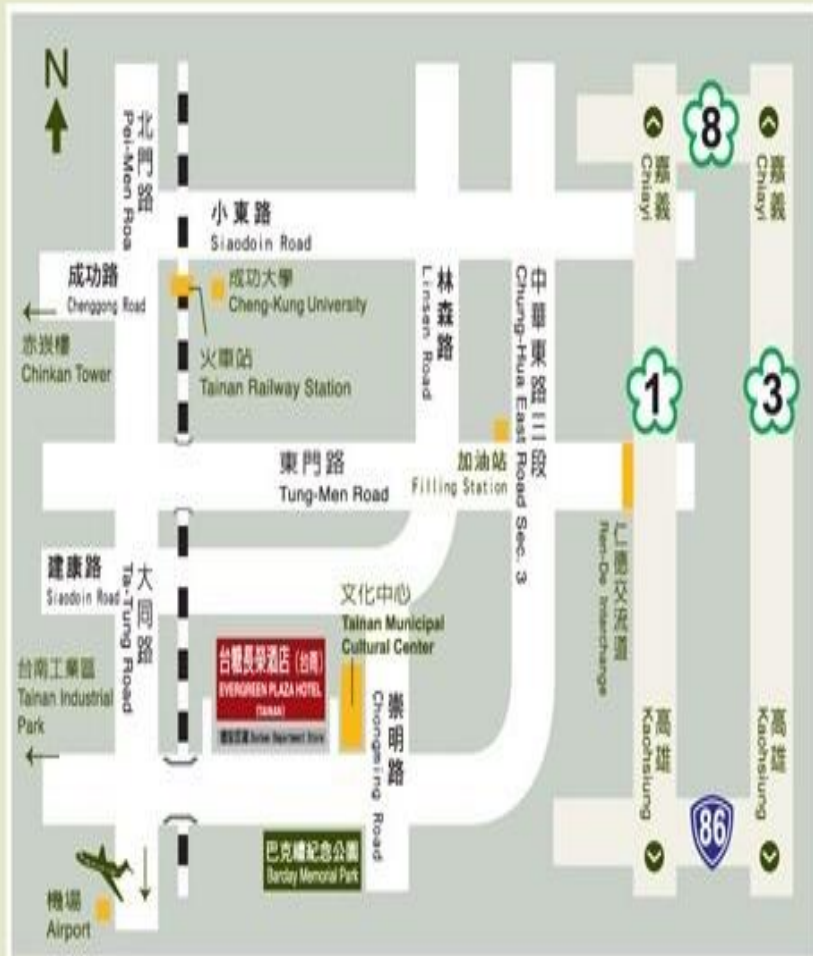 N
北門路
Pei-Men Roa
小東路
Siaodoin Road
成功路
Chenggong Road
成功大學
Cheng-Kung University
赤崁樓
Chinkan Tower
火車站
Tainan Railway Station
林森路
Linsen Road
中華東路三段
Chung-Hua East Road Sec. 3
8
嘉義
Chiayi
嘉義
Chiayi
1
3
東門路
Tung-Men Road
加油站
Filling Station
仁德交流道
Ren-De Interchange
建康路
Siaodoin Road
大同路
Ta-Tung Road
文化中心
Tainan Municipal
Cultural Center
台糖長榮酒店(台南)
EVERGREEN PLAZA HOTEL
(TAINAN)
Department Store
台南工業區
Tainan Industrial
Park
崇明路
Chongming Road
高雄
Kaohsiung
高雄
Kaohsiung
86
巴克禮紀念公園
Barclay Memorial Park
機場
Airport